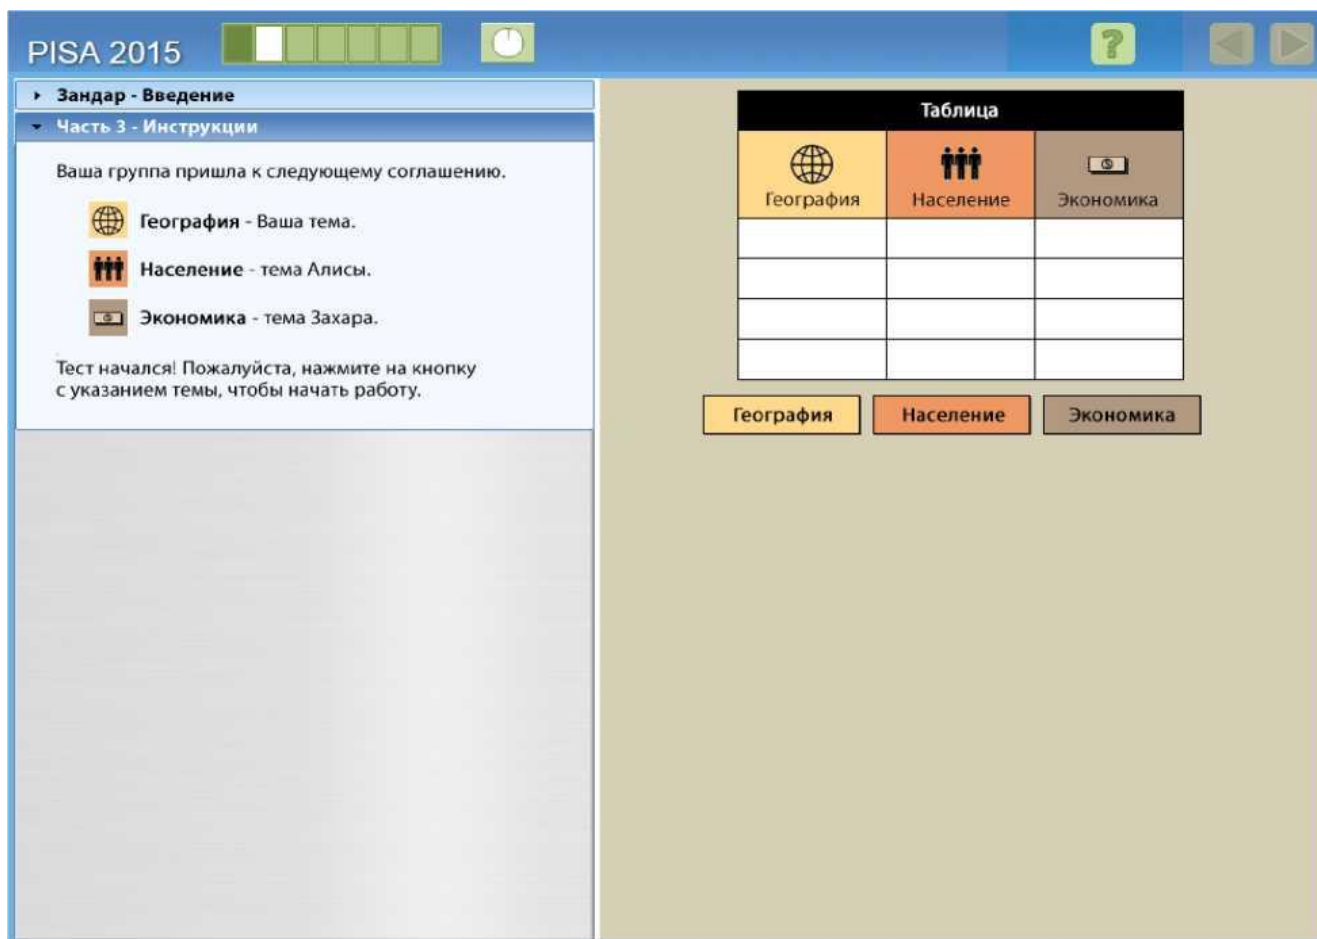 PISA 2015
?
Зандар - Введение
Часть 3 - Инструкции
Ваша группа пришла к следующему соглашению.
География - Ваша тема.
Население - тема Алисы.
Экономика - тема Захара.
Тест начался! Пожалуйста, нажмите на кнопку
с указанием темы, чтобы начать работу.
Таблица
География Население Экономика
География Население Экономика